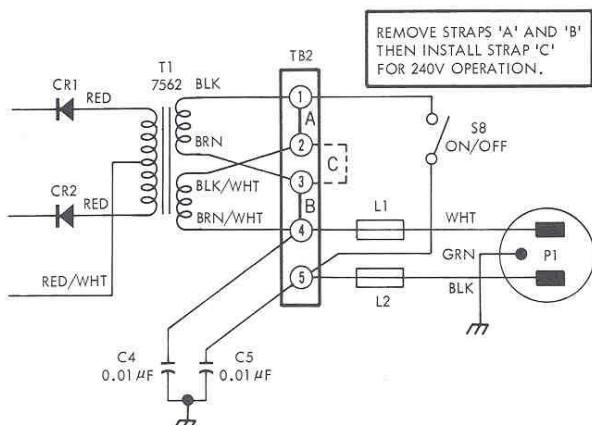 REMOVE STRAPS 'A' AND 'B'
THEN INSTALL STRAP 'C'
FOR 240V OPERATION.
T1
7562
TB2
CR1
RED
BLK
1
A
S8
ON/OFF
BRN
2
C
3
BLK/WHT
B
CR2
RED
BRN/WHT
4
L1
WHT
GRN
P1
RED/WHT
5
L2
BLK
C4
0.01 µF
C5
0.01 µF